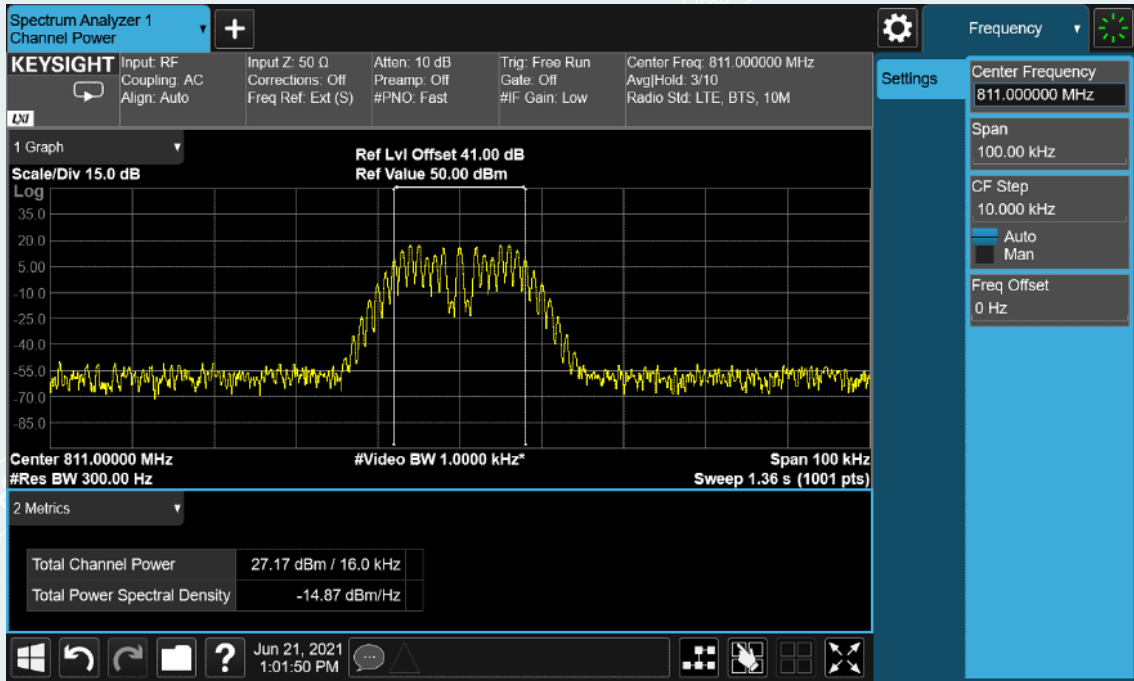 Spectrum Analyzer 1
Channel Power
Frequency
KEYSIGHT
LXI
Input: RF
Coupling: AC
Align: Auto
Input Z: 50 Ω
Corrections: Off
Freq Ref: Ext (S)
Atten: 10 dB
Preamp: Off
#PNO: Fast
Trig: Free Run
Gate: Off
#IF Gain: Low
Center Freq: 811.000000 MHz
Avg|Hold: 3/10
Radio Std: LTE, BTS, 10M
Settings
Center Frequency
811.000000 MHz
Span
100.00 kHz
CF Step
10.000 kHz
Auto
Man
Freq Offset
0 Hz
1 Graph
Scale/Div 15.0 dB
Ref Lvl Offset 41.00 dB
Ref Value 50.00 dBm
Log
35.0
20.0
5.00
-10.0
-25.0
-40.0
-55.0
-70.0
-85.0
Center 811.00000 MHz
#Video BW 1.0000 kHz*
Span 100 kHz
#Res BW 300.00 Hz
Sweep 1.36 s (1001 pts)
2 Metrics
Total Channel Power 27.17 dBm / 16.0 kHz
Total Power Spectral Density -14.87 dBm/Hz
?
Jun 21, 2021
1:01:50 PM